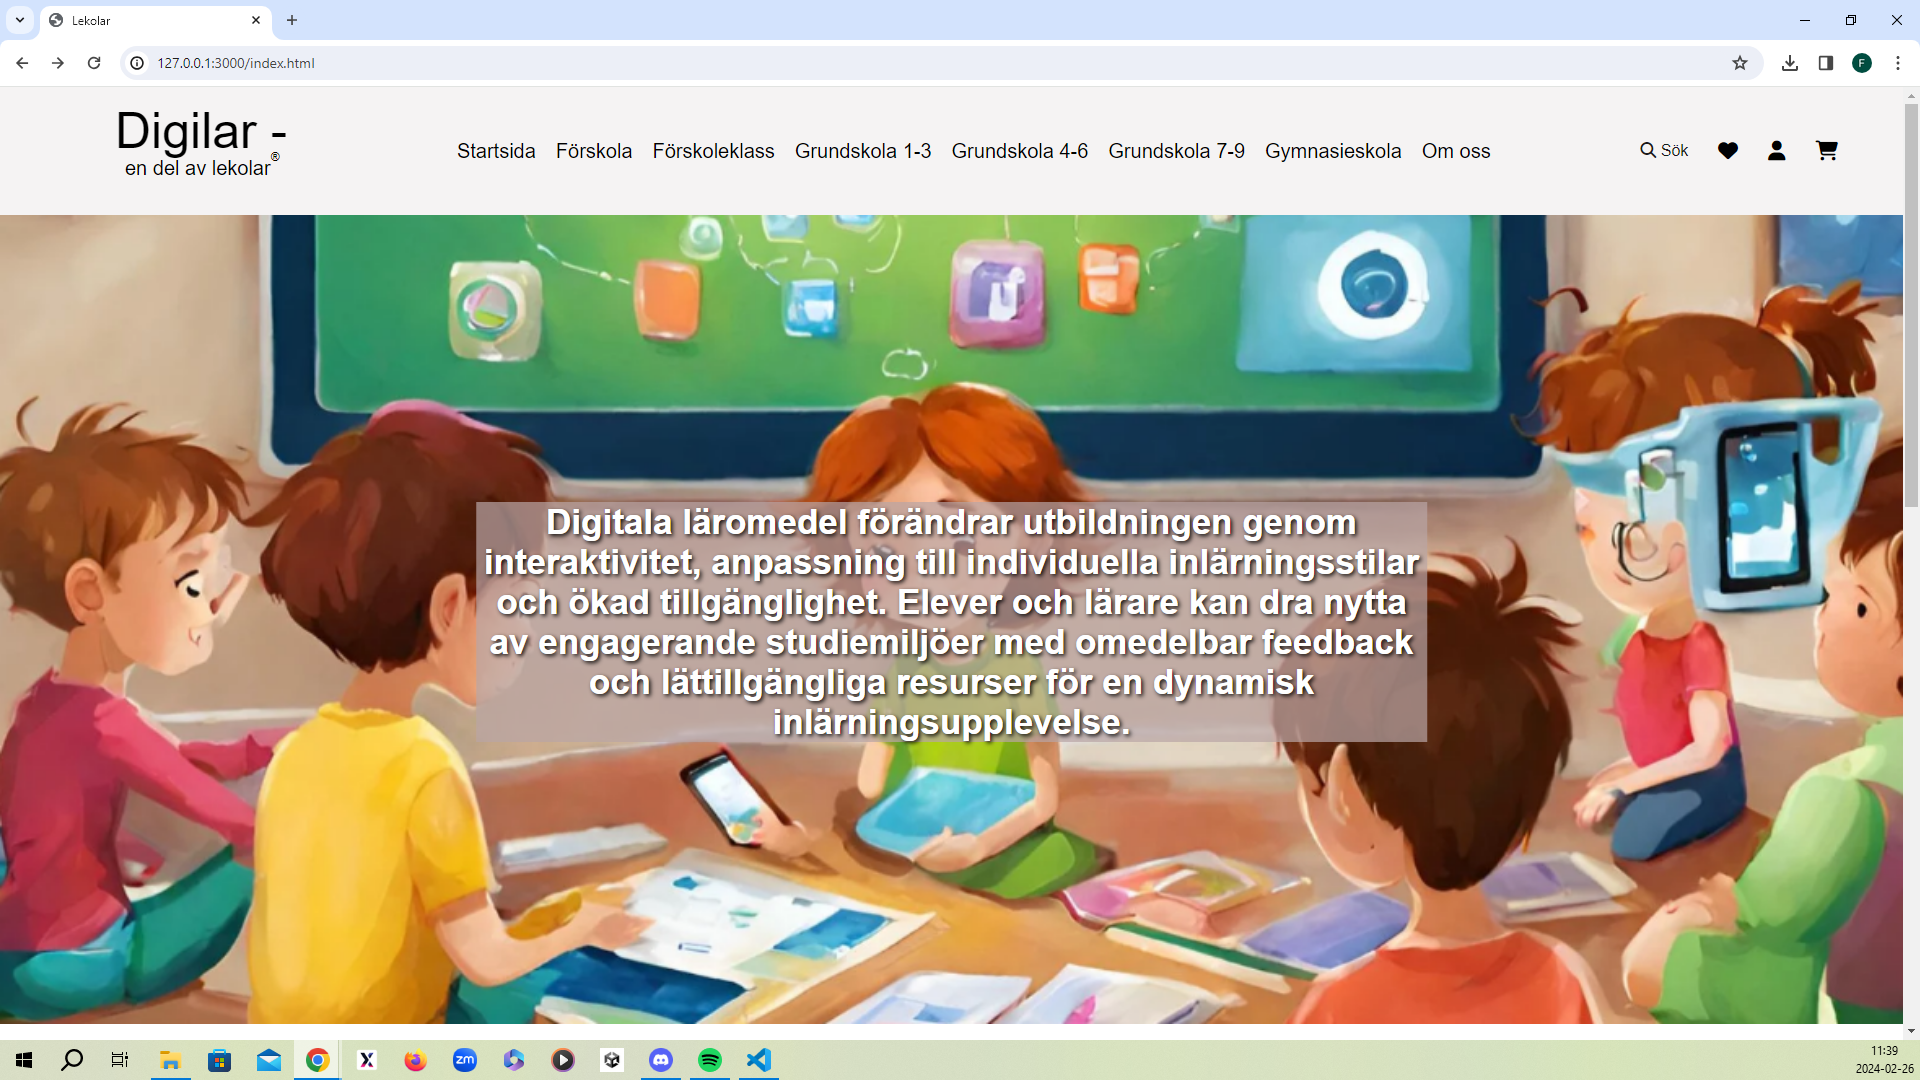 Lekolar
127.0.0.1:3000/index.html
F
Digilar -
en del av lekolar®
Startsida Förskola Förskoleklass Grundskola 1-3 Grundskola 4-6 Grundskola 7-9 Gymnasieskola Om oss
Sök
Digitala läromedel förändrar utbildningen genom
interaktivitet, anpassning till individuella inlärningsstilar
och ökad tillgänglighet. Elever och lärare kan dra nytta
av engagerande studiemiljöer med omedelbar feedback
och lättillgängliga resurser för en dynamisk
inlärningsupplevelse.
zm
11:39
2024-02-26